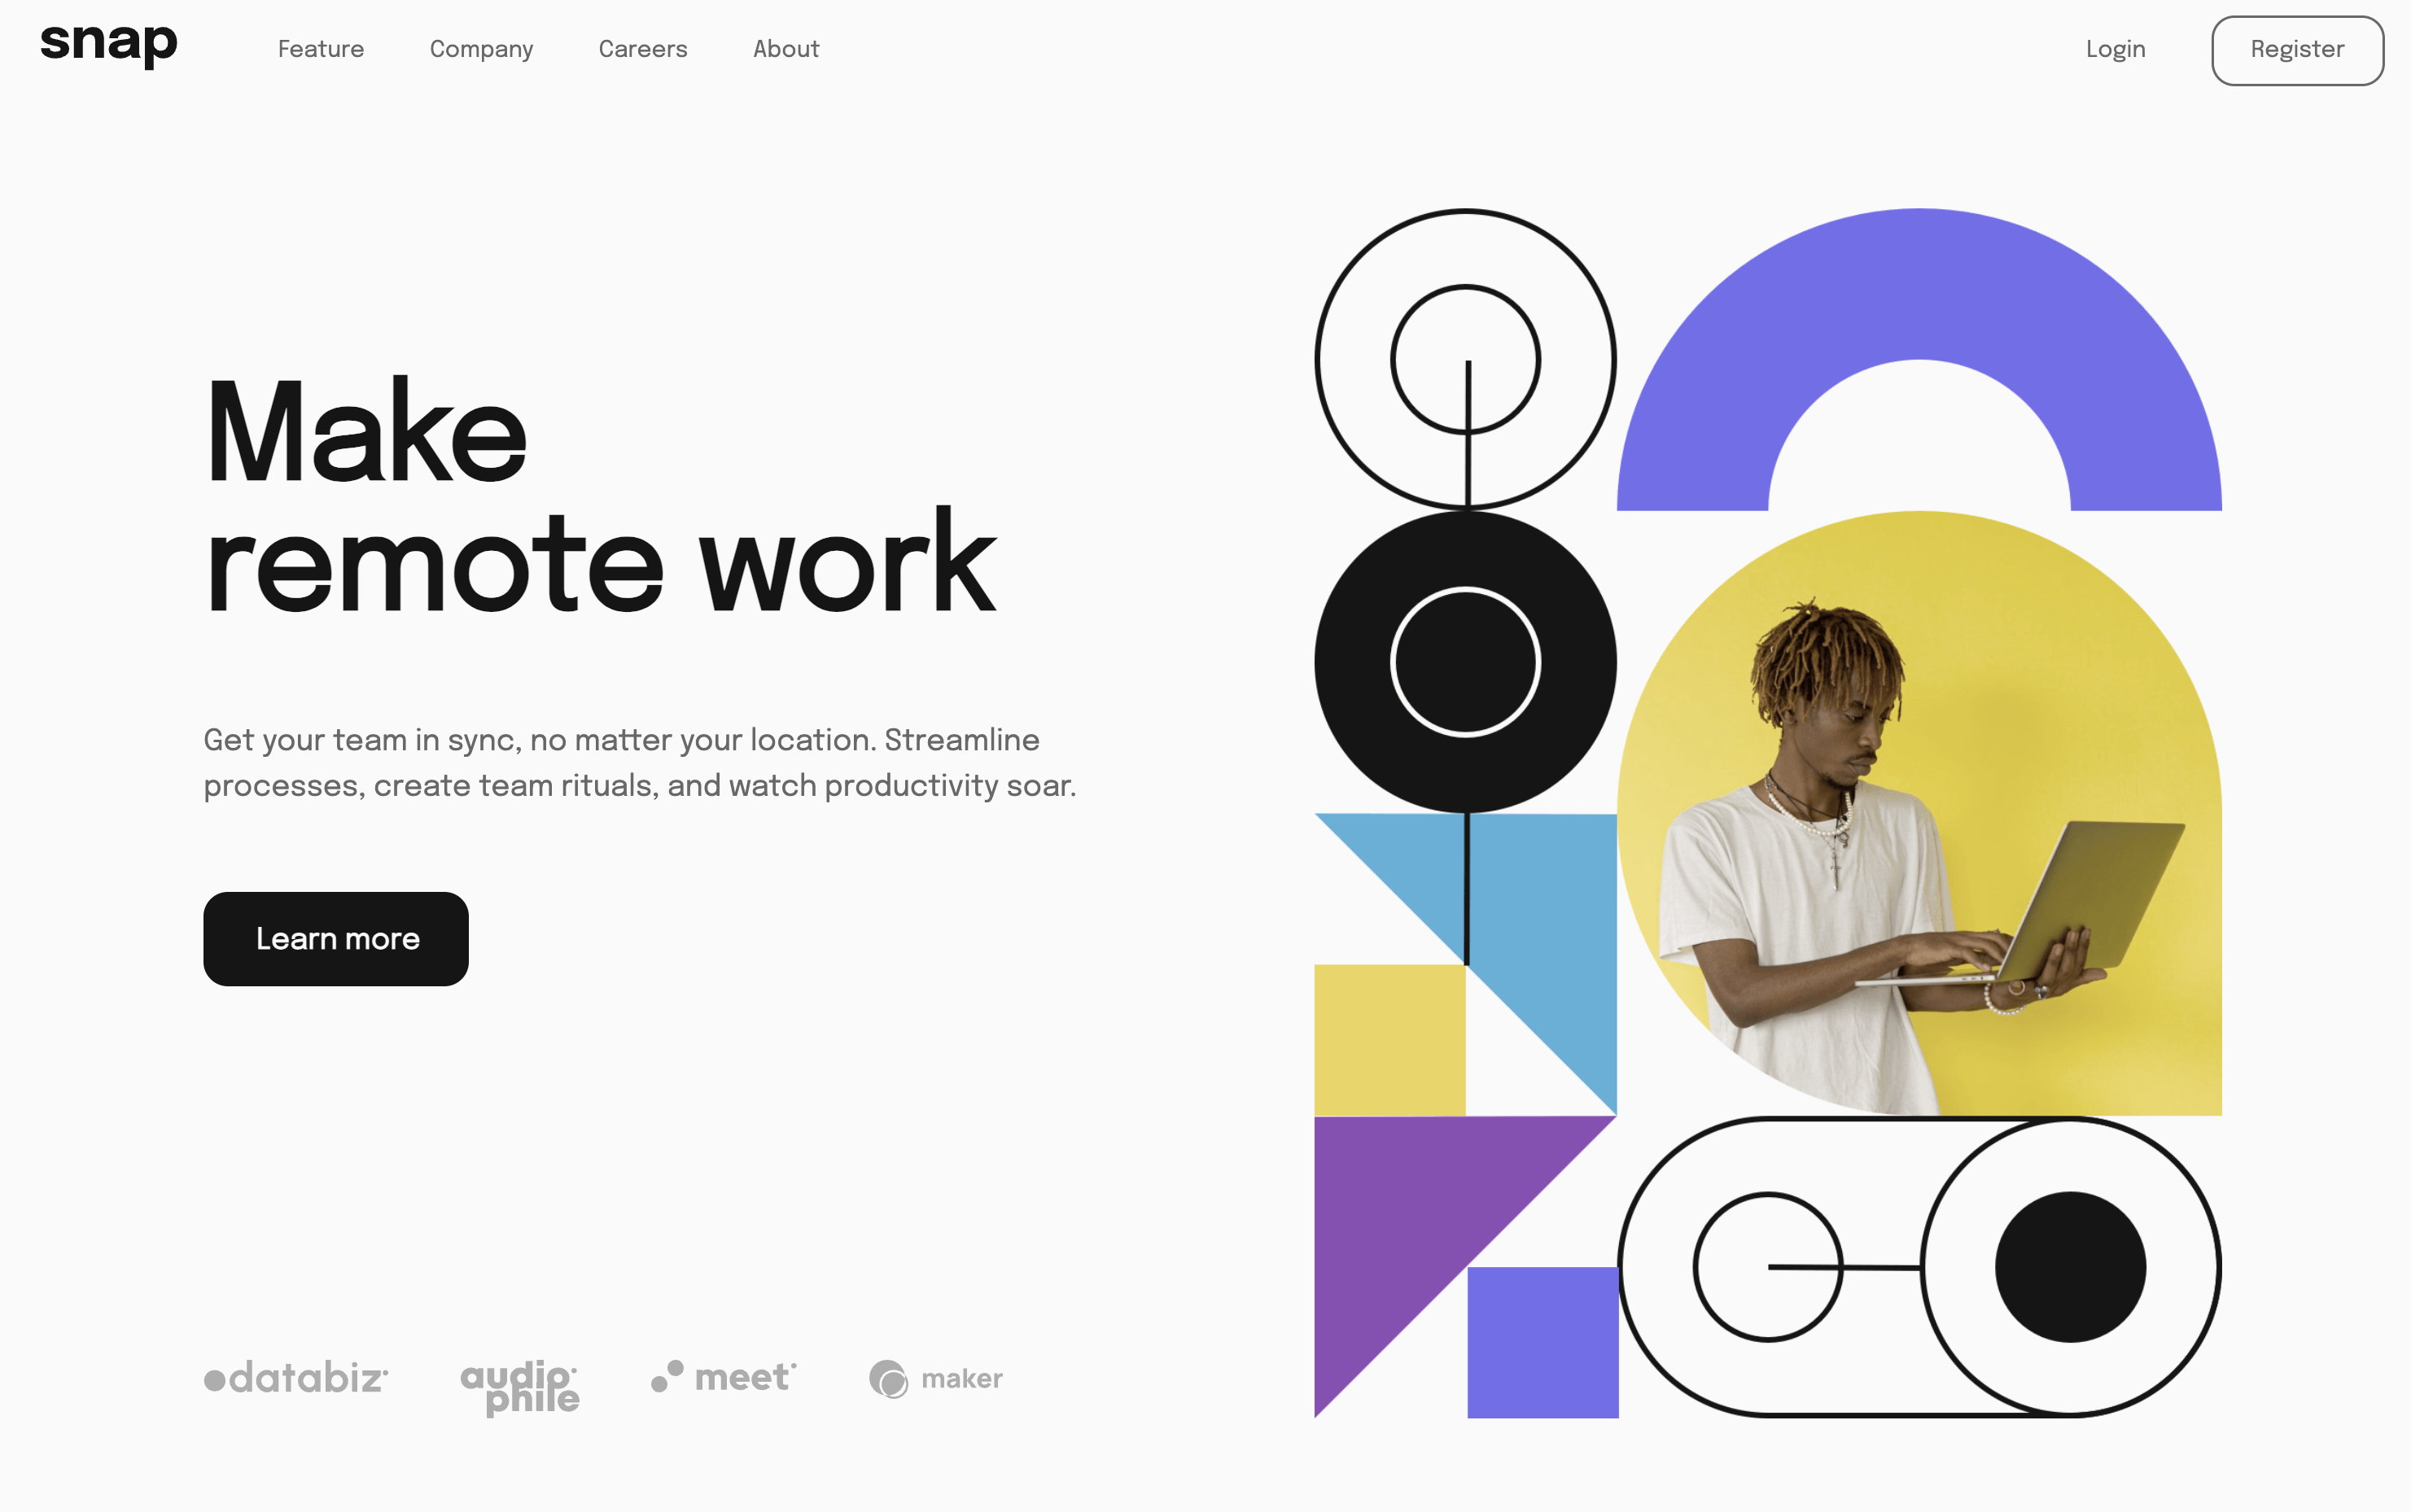 snap
Feature
Company
Careers
About
Login
Register
Make
remote work
Get your team in sync, no matter your location. Streamline
processes, create team rituals, and watch productivity soar.
Learn more
databiz
audio
phile
meet
maker